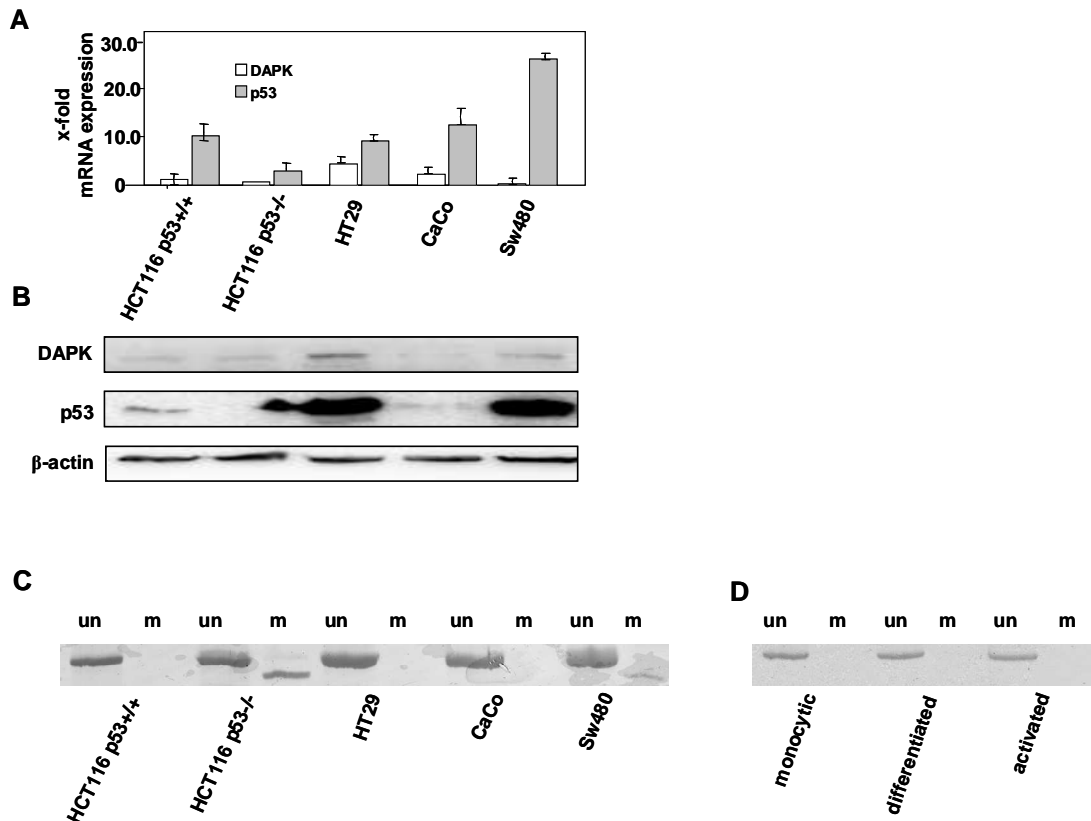 A
x-fold
mRNA expression
30.0
20.0
10.0
0
DAPK
p53
HCT116 p53+/+
HCT116 p53-/-
HT29
CaCo
Sw480
B
DAPK
p53
β-actin
C
un m un m un m un m un m
HCT116 p53+/+
HCT116 p53-/-
HT29
CaCo
Sw480
D
un m un m un m
monocytic
differentiated
activated